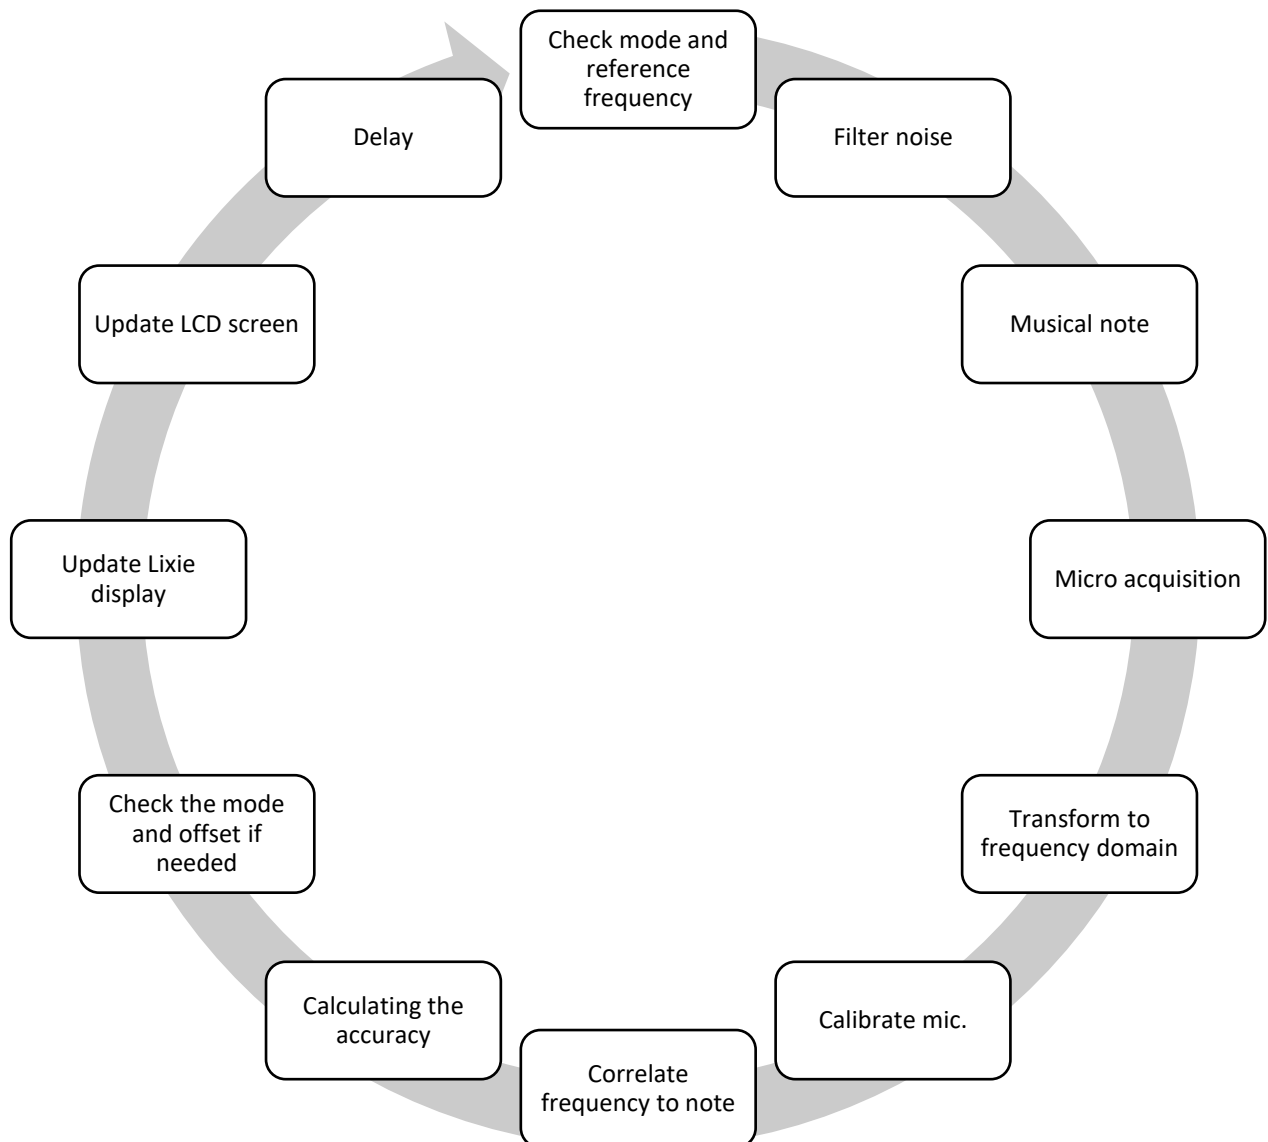 Check mode and
reference
frequency
Filter noise
Musical note
Micro acquisition
Transform to
frequency domain
Calibrate mic.
Correlate
frequency to note
Calculating the
accuracy
Check the mode
and offset if
needed
Update Lixie
display
Update LCD screen
Delay